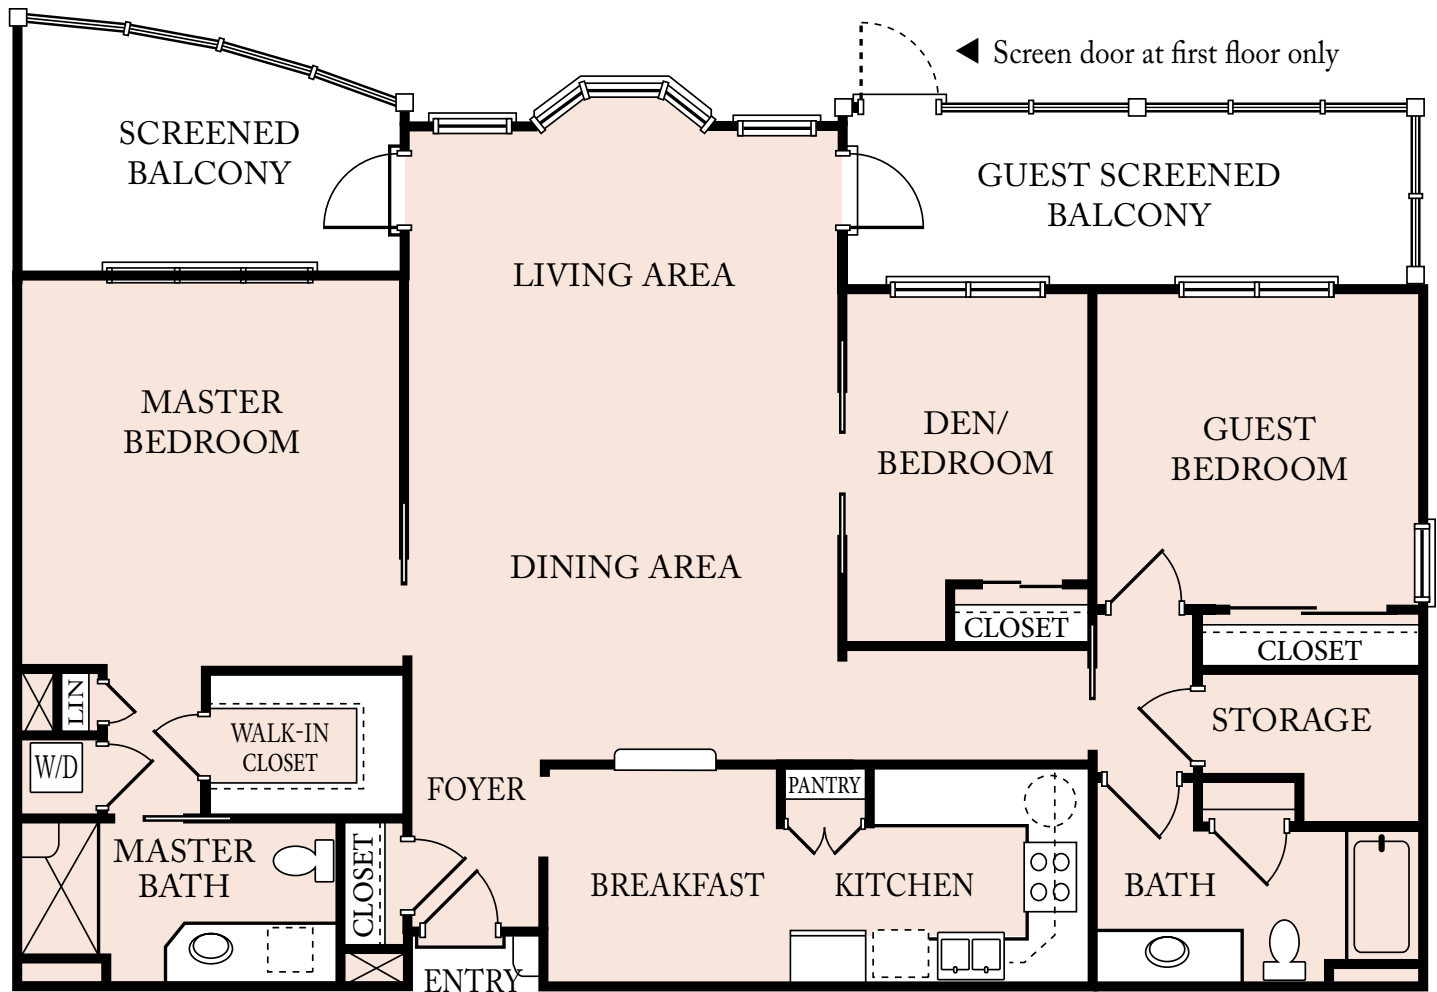 Screen door at first floor only
SCREENED
BALCONY
GUEST SCREENED
BALCONY
LIVING AREA
MASTER
BEDROOM
DEN/
BEDROOM
GUEST
BEDROOM
DINING AREA
CLOSET
CLOSET
LIN
WALK-IN
CLOSET
STORAGE
W/D
FOYER
PANTRY
MASTER
BATH
CLOSET
BREAKFAST
KITCHEN
BATH
ENTRY